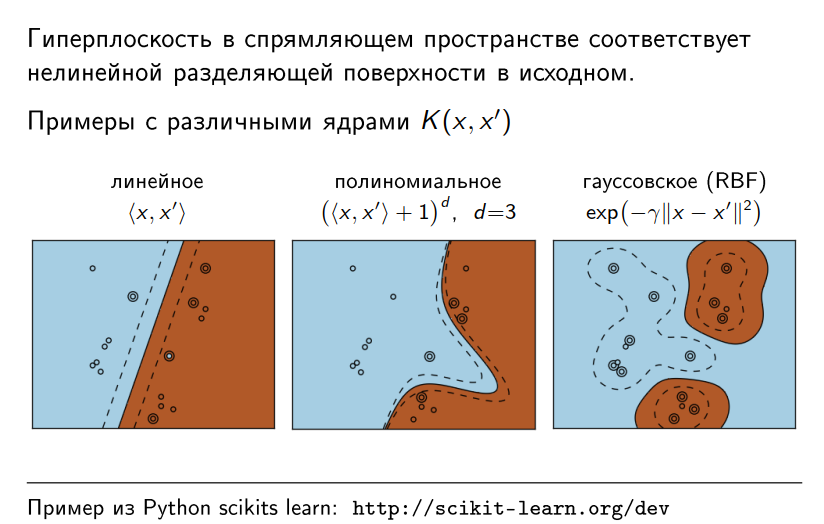 Гиперплоскость в спрямляющем пространстве соответствует
нелинейной разделяющей поверхности в исходном.
Примеры с различными ядрами K(x, x′)
линейное
⟨x, x′⟩
полиномиальное
(⟨x, x′⟩ + 1)^d, d=3
гауссовское (RBF)
exp(−γ‖x − x′‖²)
Пример из Python scikits learn: http://scikit-learn.org/dev